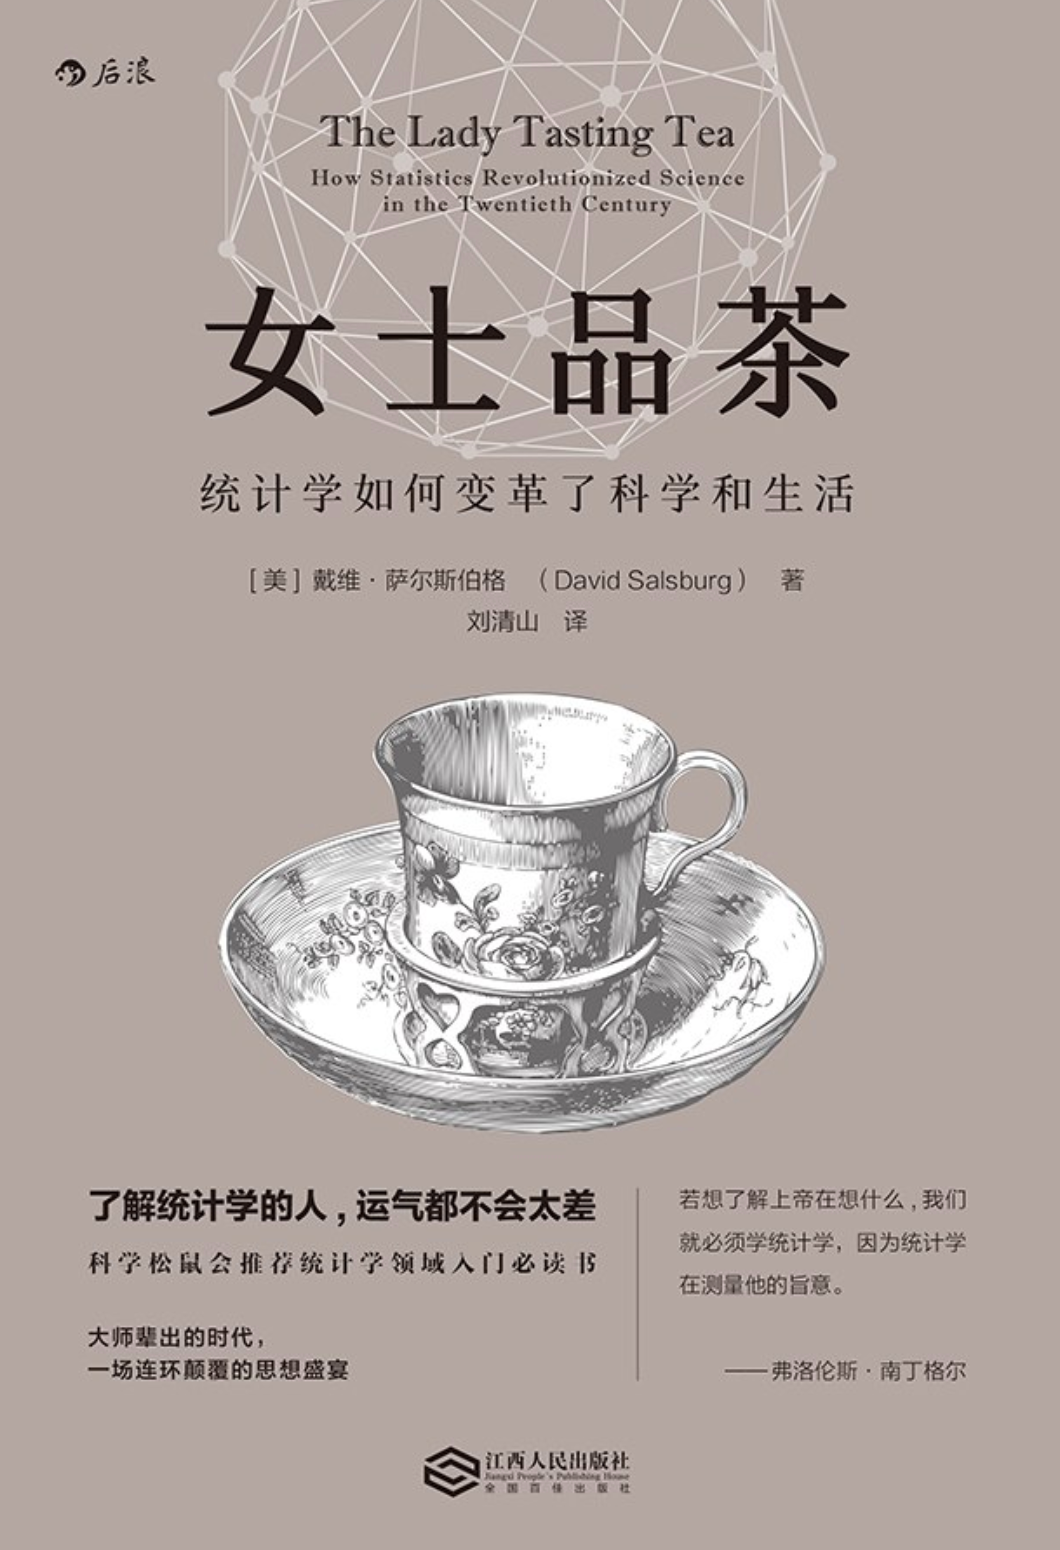 后浪
The Lady Tasting Tea
How Statistics Revolutionized Science
in the Twentieth Century
女士品茶
统计学如何变革了科学和生活
[美] 戴维·萨尔斯伯格 （David Salsburg） 著
刘清山 译
了解统计学的人，运气都不会太差
科学松鼠会推荐统计学领域入门必读书
大师辈出的时代，
一场连环颠覆的思想盛宴
若想了解上帝在想什么，我们
就必须学统计学，因为统计学
在测量他的旨意。
——弗洛伦斯·南丁格尔
江西人民出版社
Jiangxi People's Publishing House
全国百佳出版社